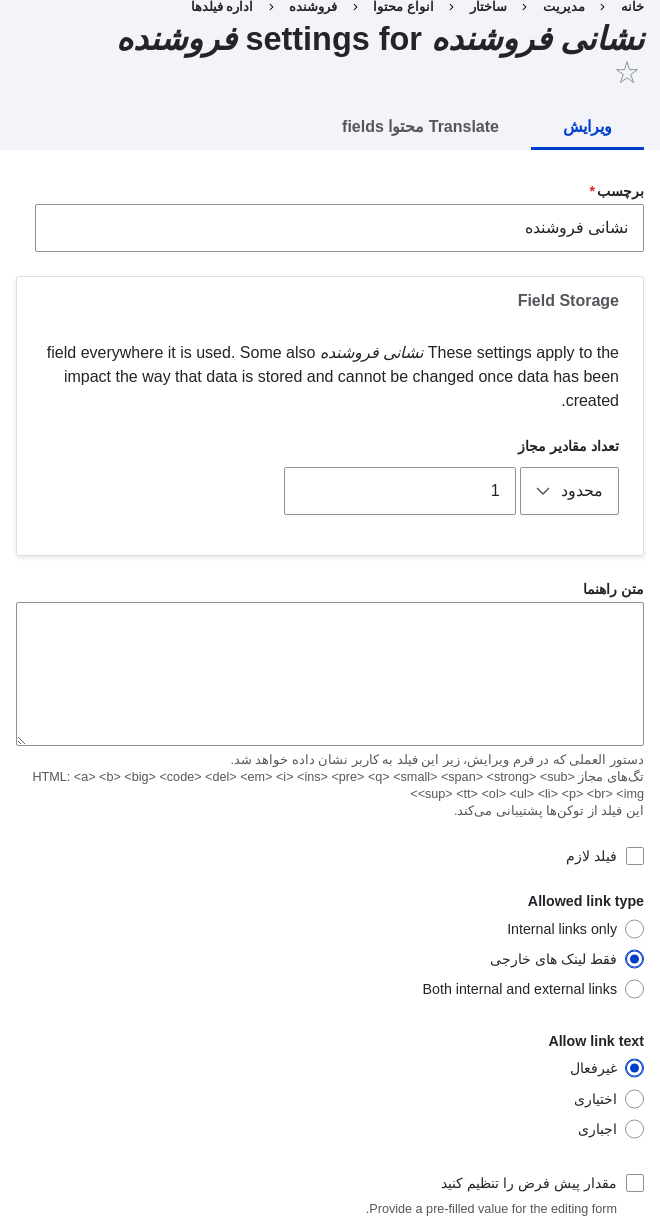 خانه › مدیریت › ساختار › انواع محتوا › فروشنده › اداره فیلدها
نشانی فروشنده settings for فروشنده
ویرایش
Translate محتوا fields
برچسب*
نشانی فروشنده
Field Storage
These settings apply to the نشانی فروشنده field everywhere it is used. Some also
impact the way that data is stored and cannot be changed once data has been
created.
تعداد مقادیر مجاز
محدود
1
متن راهنما
دستور العملی که در فرم ویرایش، زیر این فیلد به کاربر نشان داده خواهد شد.
تگ‌های مجاز HTML: <a> <b> <big> <code> <del> <em> <i> <ins> <pre> <q> <small> <span> <strong> <sub>
<sup> <tt> <ol> <ul> <li> <p> <br> <img>
این فیلد از توکن‌ها پشتیبانی می‌کند.
فیلد لازم
Allowed link type
Internal links only
فقط لینک های خارجی
Both internal and external links
Allow link text
غیرفعال
اختیاری
اجباری
مقدار پیش فرض را تنظیم کنید
Provide a pre-filled value for the editing form.